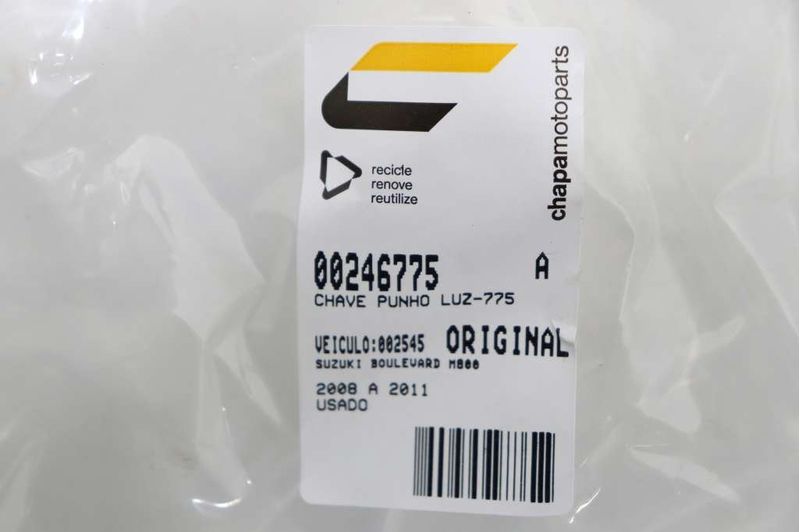 chapamotoparts
recicle
renove
reutilize
00246775 A
CHAVE PUNHO LUZ-775
VEICULO:002545 ORIGINAL
SUZUKI BOULEVARD M800
2008 A 2011
USADO